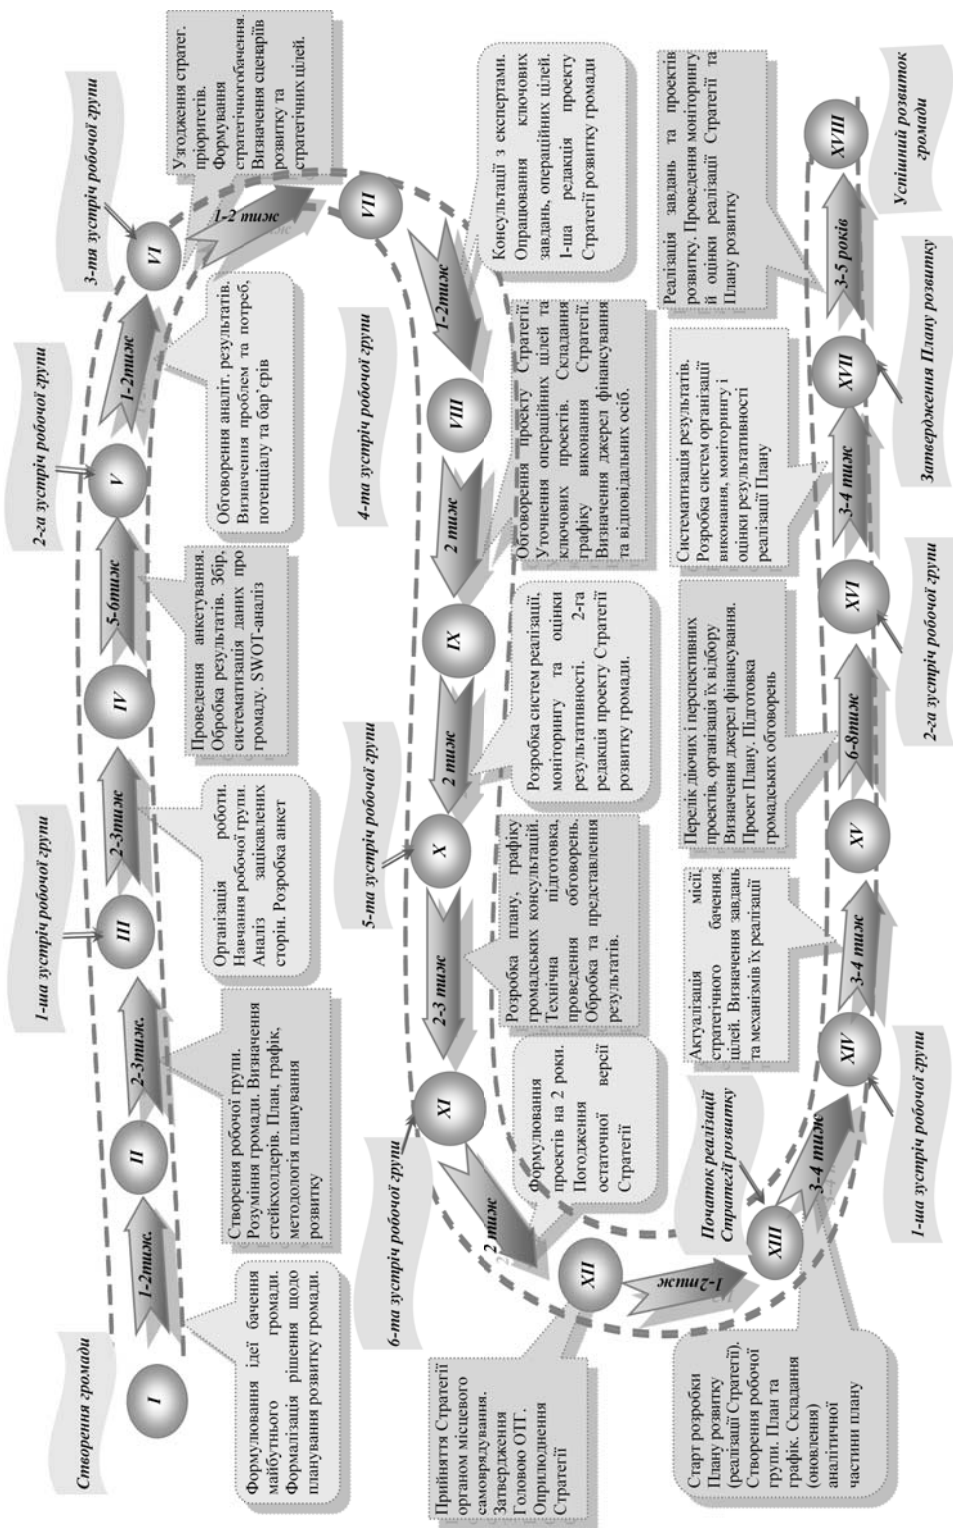 Створення громади
1-ша зустріч робочої групи
2-га зустріч робочої групи
3-тя зустріч робочої групи
I
1-2тиж.
II
2-3тиж.
III
2-3тиж
IV
5-6тиж
V
1-2тиж
VI
1-2 тиж
VII
Формулювання ідеї бачення
майбутнього громади.
Формалізація рішення щодо
планування розвитку громади.
Створення робочої групи.
Розуміння громади. Визначення
стейкхолдерів. План, графік,
методологія планування
розвитку
Організація роботи.
Навчання робочої групи.
Аналіз зацікавлених
сторін. Розробка анкет
Проведення анкетування.
Обробка результатів. Збір,
систематизація даних про
громаду. SWOT-аналіз
Обговорення аналіт. результатів.
Визначення проблем та потреб,
потенціалу та бар’єрів
Узгодження стратег.
пріоритетів.
Формування
стратегічногобачення.
Визначення сценаріїв
розвитку та
стратегічних цілей.
6-та зустріч робочої групи
5-та зустріч робочої групи
4-та зустріч робочої групи
1-2тиж
VIII
2 тиж
IX
2 тиж
X
2-3 тиж
XI
2 тиж
XII
1-2тиж
XIII
Консультації з експертами.
Опрацювання ключових
завдань, операційних цілей.
1-ша редакція проекту
Стратегії розвитку громади
Обговорення проекту Стратегії.
Уточнення операційних цілей та
ключових проектів. Складання
графіку виконання Стратегії.
Визначення джерел фінансування
та відповідальних осіб.
Розробка систем реалізації,
моніторингу та оцінки
результативності. 2-га
редакція проекту Стратегії
розвитку громади.
Розробка плану, графіку
громадських консультацій.
Технічна підготовка,
проведення обговорень.
Обробка та представлення
результатів.
Формулювання
проектів на 2 роки.
Погодження
остаточної версії
Стратегії
Прийняття Стратегії
органом місцевого
самоврядування.
Затвердження
Головою ОТГ.
Оприлюднення
Стратегії
Початок реалізації
Стратегії розвитку
Старт розробки
Плану розвитку
(реалізації Стратегії).
Створення робочої
групи. План та
графік. Складання
(оновлення)
аналітичної
частини плану
Актуалізація місії,
стратегічного бачення,
цілей. Визначення завдань
та механізмів їх реалізації
Перелік діючих і перспективних
проектів, організація їх відбору
Визначення джерел фінансування.
Проект Плану. Підготовка
громадських обговорень
Систематизація результатів.
Розробка систем організації
виконання, моніторингу і
оцінки результативності
реалізації Плану
Реалізація завдань та проектів
розвитку. Проведення моніторингу
й оцінки реалізації Стратегії та
Плану розвитку
3-4 тиж
XIV
3-4 тиж
XV
6-8тиж
XVI
3-4 тиж
XVII
3-5 років
XVIII
1-ша зустріч робочої групи
2-га зустріч робочої групи
Затвердження Плану розвитку
Успішний розвиток
громади